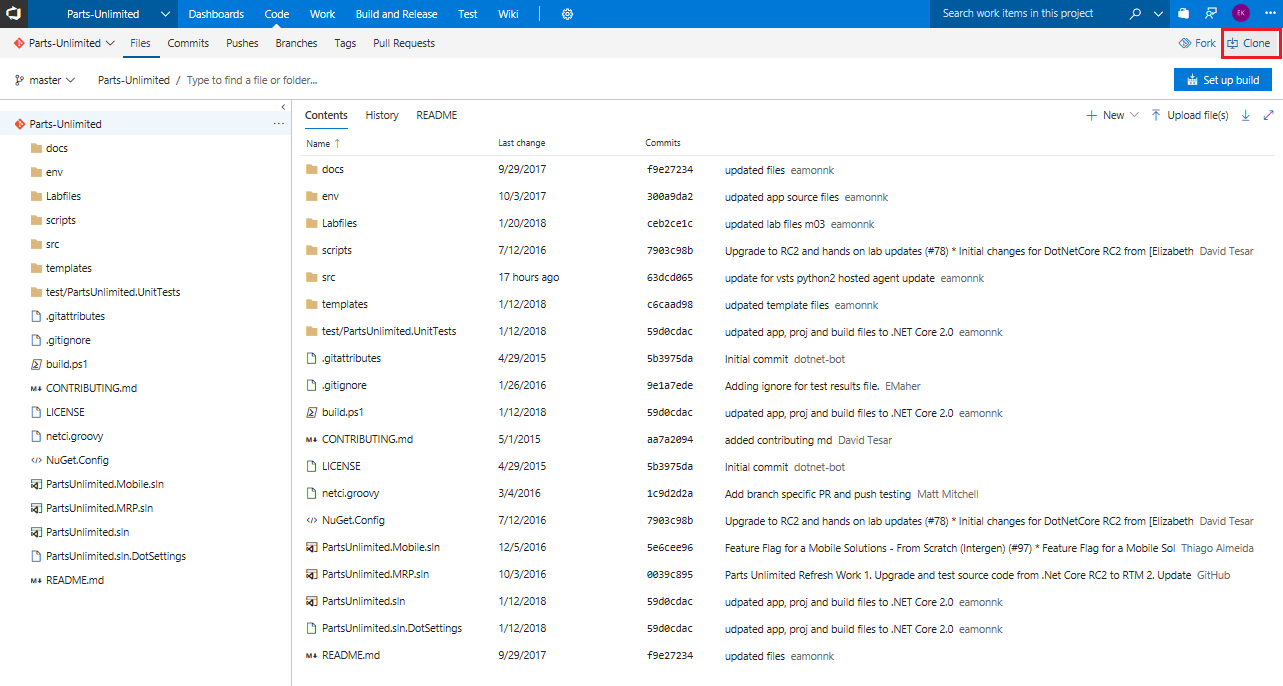 Parts-Unlimited Dashboards Code Work Build and Release Test Wiki Search work items in this project EK
Parts-Unlimited Files Commits Pushes Branches Tags Pull Requests Fork Clone
master Parts-Unlimited / Type to find a file or folder... Set up build
Parts-Unlimited
docs
env
Labfiles
scripts
src
templates
test/PartsUnlimited.UnitTests
.gitattributes
.gitignore
build.ps1
M↓ CONTRIBUTING.md
LICENSE
netci.groovy
NuGet.Config
PartsUnlimited.Mobile.sln
PartsUnlimited.MRP.sln
PartsUnlimited.sln
PartsUnlimited.sln.DotSettings
M↓ README.md
Contents History README New Upload file(s)
Name ↑ Last change Commits
docs 9/29/2017 f9e27234 updated files eamonnk
env 10/3/2017 300a9da2 udpated app source files eamonnk
Labfiles 1/20/2018 ceb2ce1c updated lab files m03 eamonnk
scripts 7/12/2016 7903c98b Upgrade to RC2 and hands on lab updates (#78) * Initial changes for DotNetCore RC2 from [Elizabeth David Tesar
src 17 hours ago 63dcd065 update for vsts python2 hosted agent update eamonnk
templates 1/12/2018 c6caad98 udpated template files eamonnk
test/PartsUnlimited.UnitTests 1/12/2018 59d0cdac udpated app, proj and build files to .NET Core 2.0 eamonnk
.gitattributes 4/29/2015 5b3975da Initial commit dotnet-bot
.gitignore 1/26/2016 9e1a7ede Adding ignore for test results file. EMaher
build.ps1 1/12/2018 59d0cdac udpated app, proj and build files to .NET Core 2.0 eamonnk
M↓ CONTRIBUTING.md 5/1/2015 aa7a2094 added contributing md David Tesar
LICENSE 4/29/2015 5b3975da Initial commit dotnet-bot
netci.groovy 3/4/2016 1c9d2d2a Add branch specific PR and push testing Matt Mitchell
NuGet.Config 7/12/2016 7903c98b Upgrade to RC2 and hands on lab updates (#78) * Initial changes for DotNetCore RC2 from [Elizabeth David Tesar
PartsUnlimited.Mobile.sln 12/5/2016 5e6cee96 Feature Flag for a Mobile Solutions - From Scratch (Intergen) (#97) * Feature Flag for a Mobile Sol Thiago Almeida
PartsUnlimited.MRP.sln 10/3/2016 0039c895 Parts Unlimited Refresh Work 1. Upgrade and test source code from .Net Core RC2 to RTM 2. Update GitHub
PartsUnlimited.sln 1/12/2018 59d0cdac udpated app, proj and build files to .NET Core 2.0 eamonnk
PartsUnlimited.sln.DotSettings 1/12/2018 59d0cdac udpated app, proj and build files to .NET Core 2.0 eamonnk
M↓ README.md 9/29/2017 f9e27234 updated files eamonnk